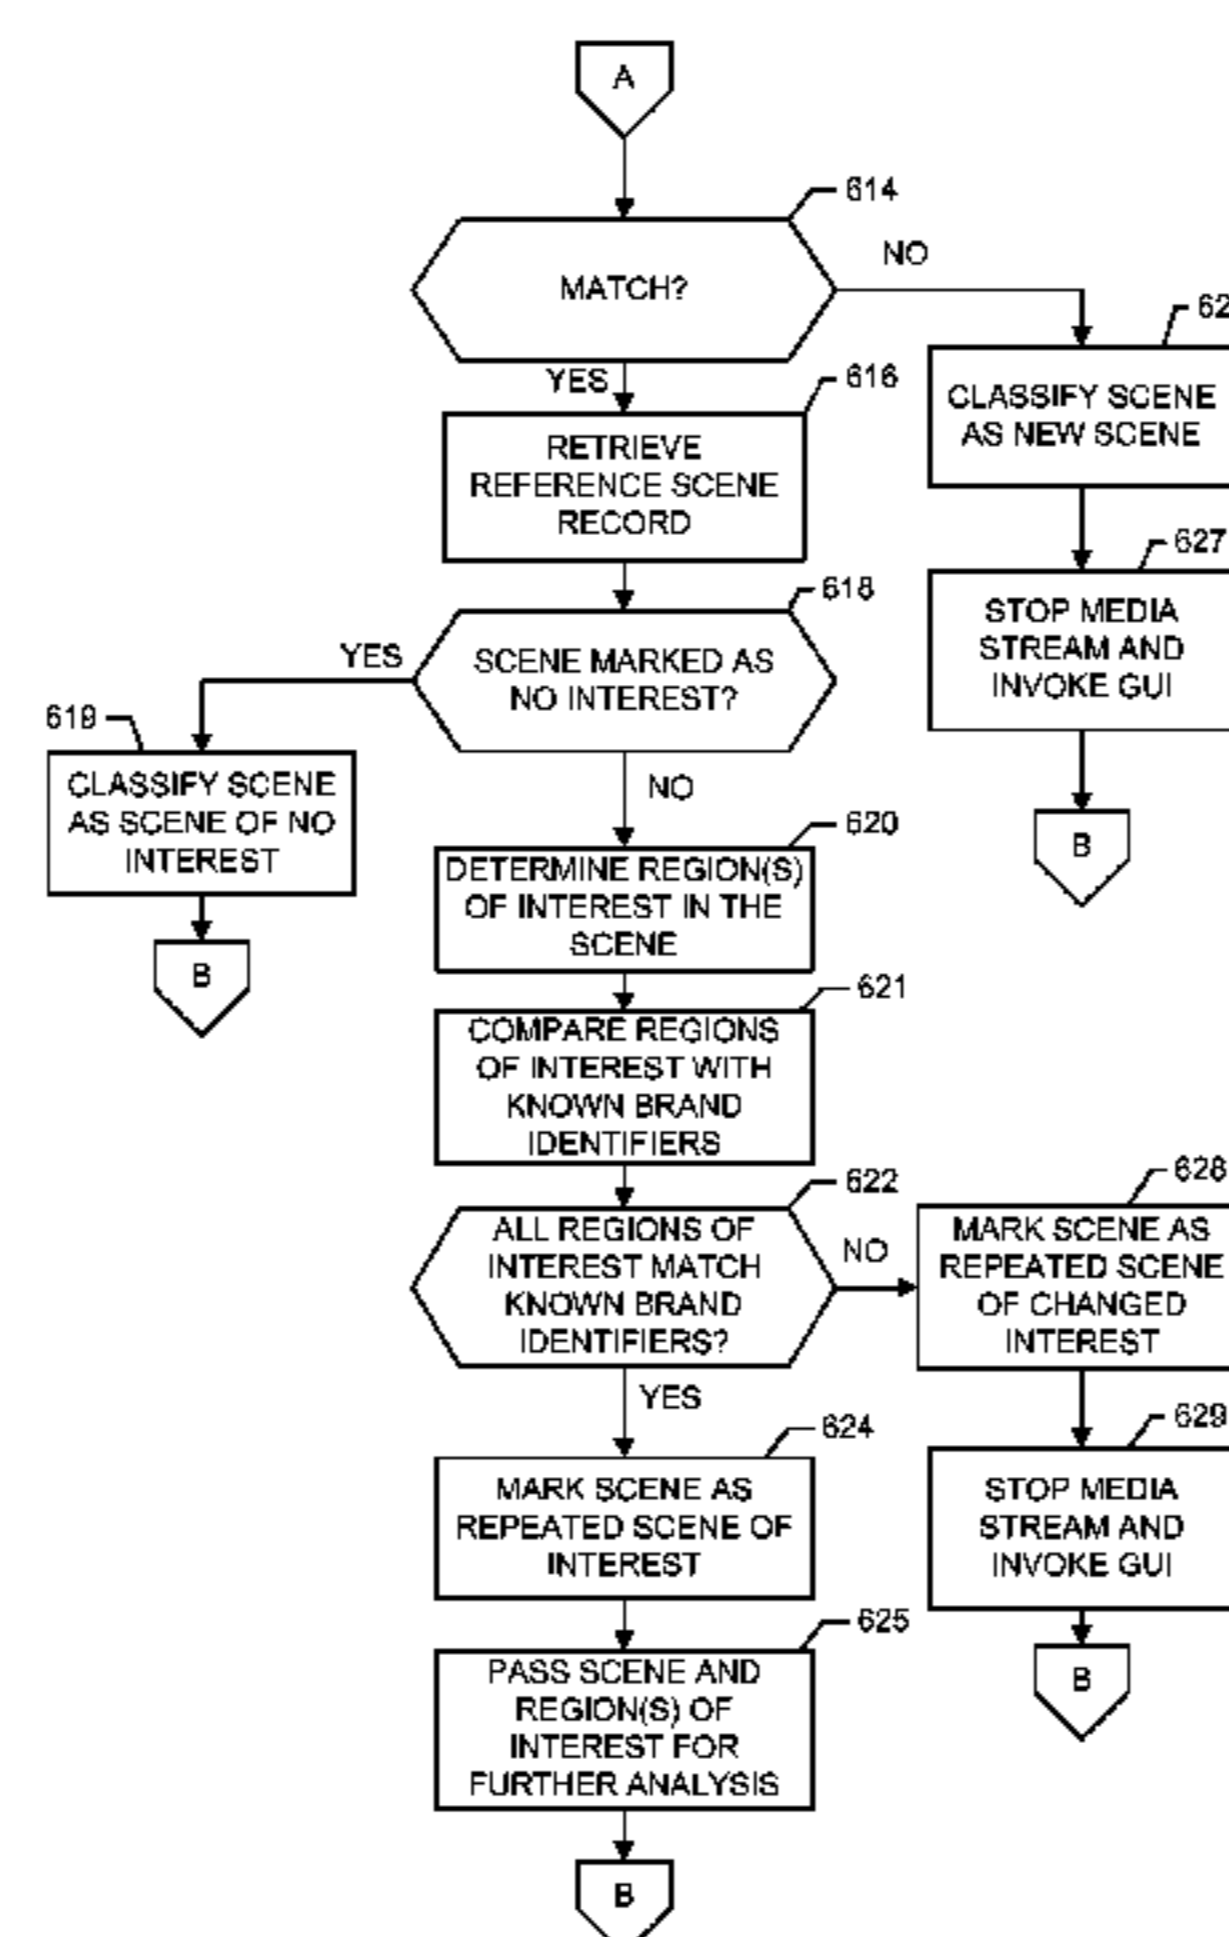 A
614
MATCH?
NO
YES
616
RETRIEVE
REFERENCE SCENE
RECORD
CLASSIFY SCENE
AS NEW SCENE
627
STOP MEDIA
STREAM AND
INVOKE GUI
B
618
SCENE MARKED AS
NO INTEREST?
YES
619
CLASSIFY SCENE
AS SCENE OF NO
INTEREST
B
NO
620
DETERMINE REGION(S)
OF INTEREST IN THE
SCENE
621
COMPARE REGIONS
OF INTEREST WITH
KNOWN BRAND
IDENTIFIERS
622
ALL REGIONS OF
INTEREST MATCH
KNOWN BRAND
IDENTIFIERS?
NO
628
MARK SCENE AS
REPEATED SCENE
OF CHANGED
INTEREST
629
STOP MEDIA
STREAM AND
INVOKE GUI
B
YES
624
MARK SCENE AS
REPEATED SCENE OF
INTEREST
625
PASS SCENE AND
REGION(S) OF
INTEREST FOR
FURTHER ANALYSIS
B